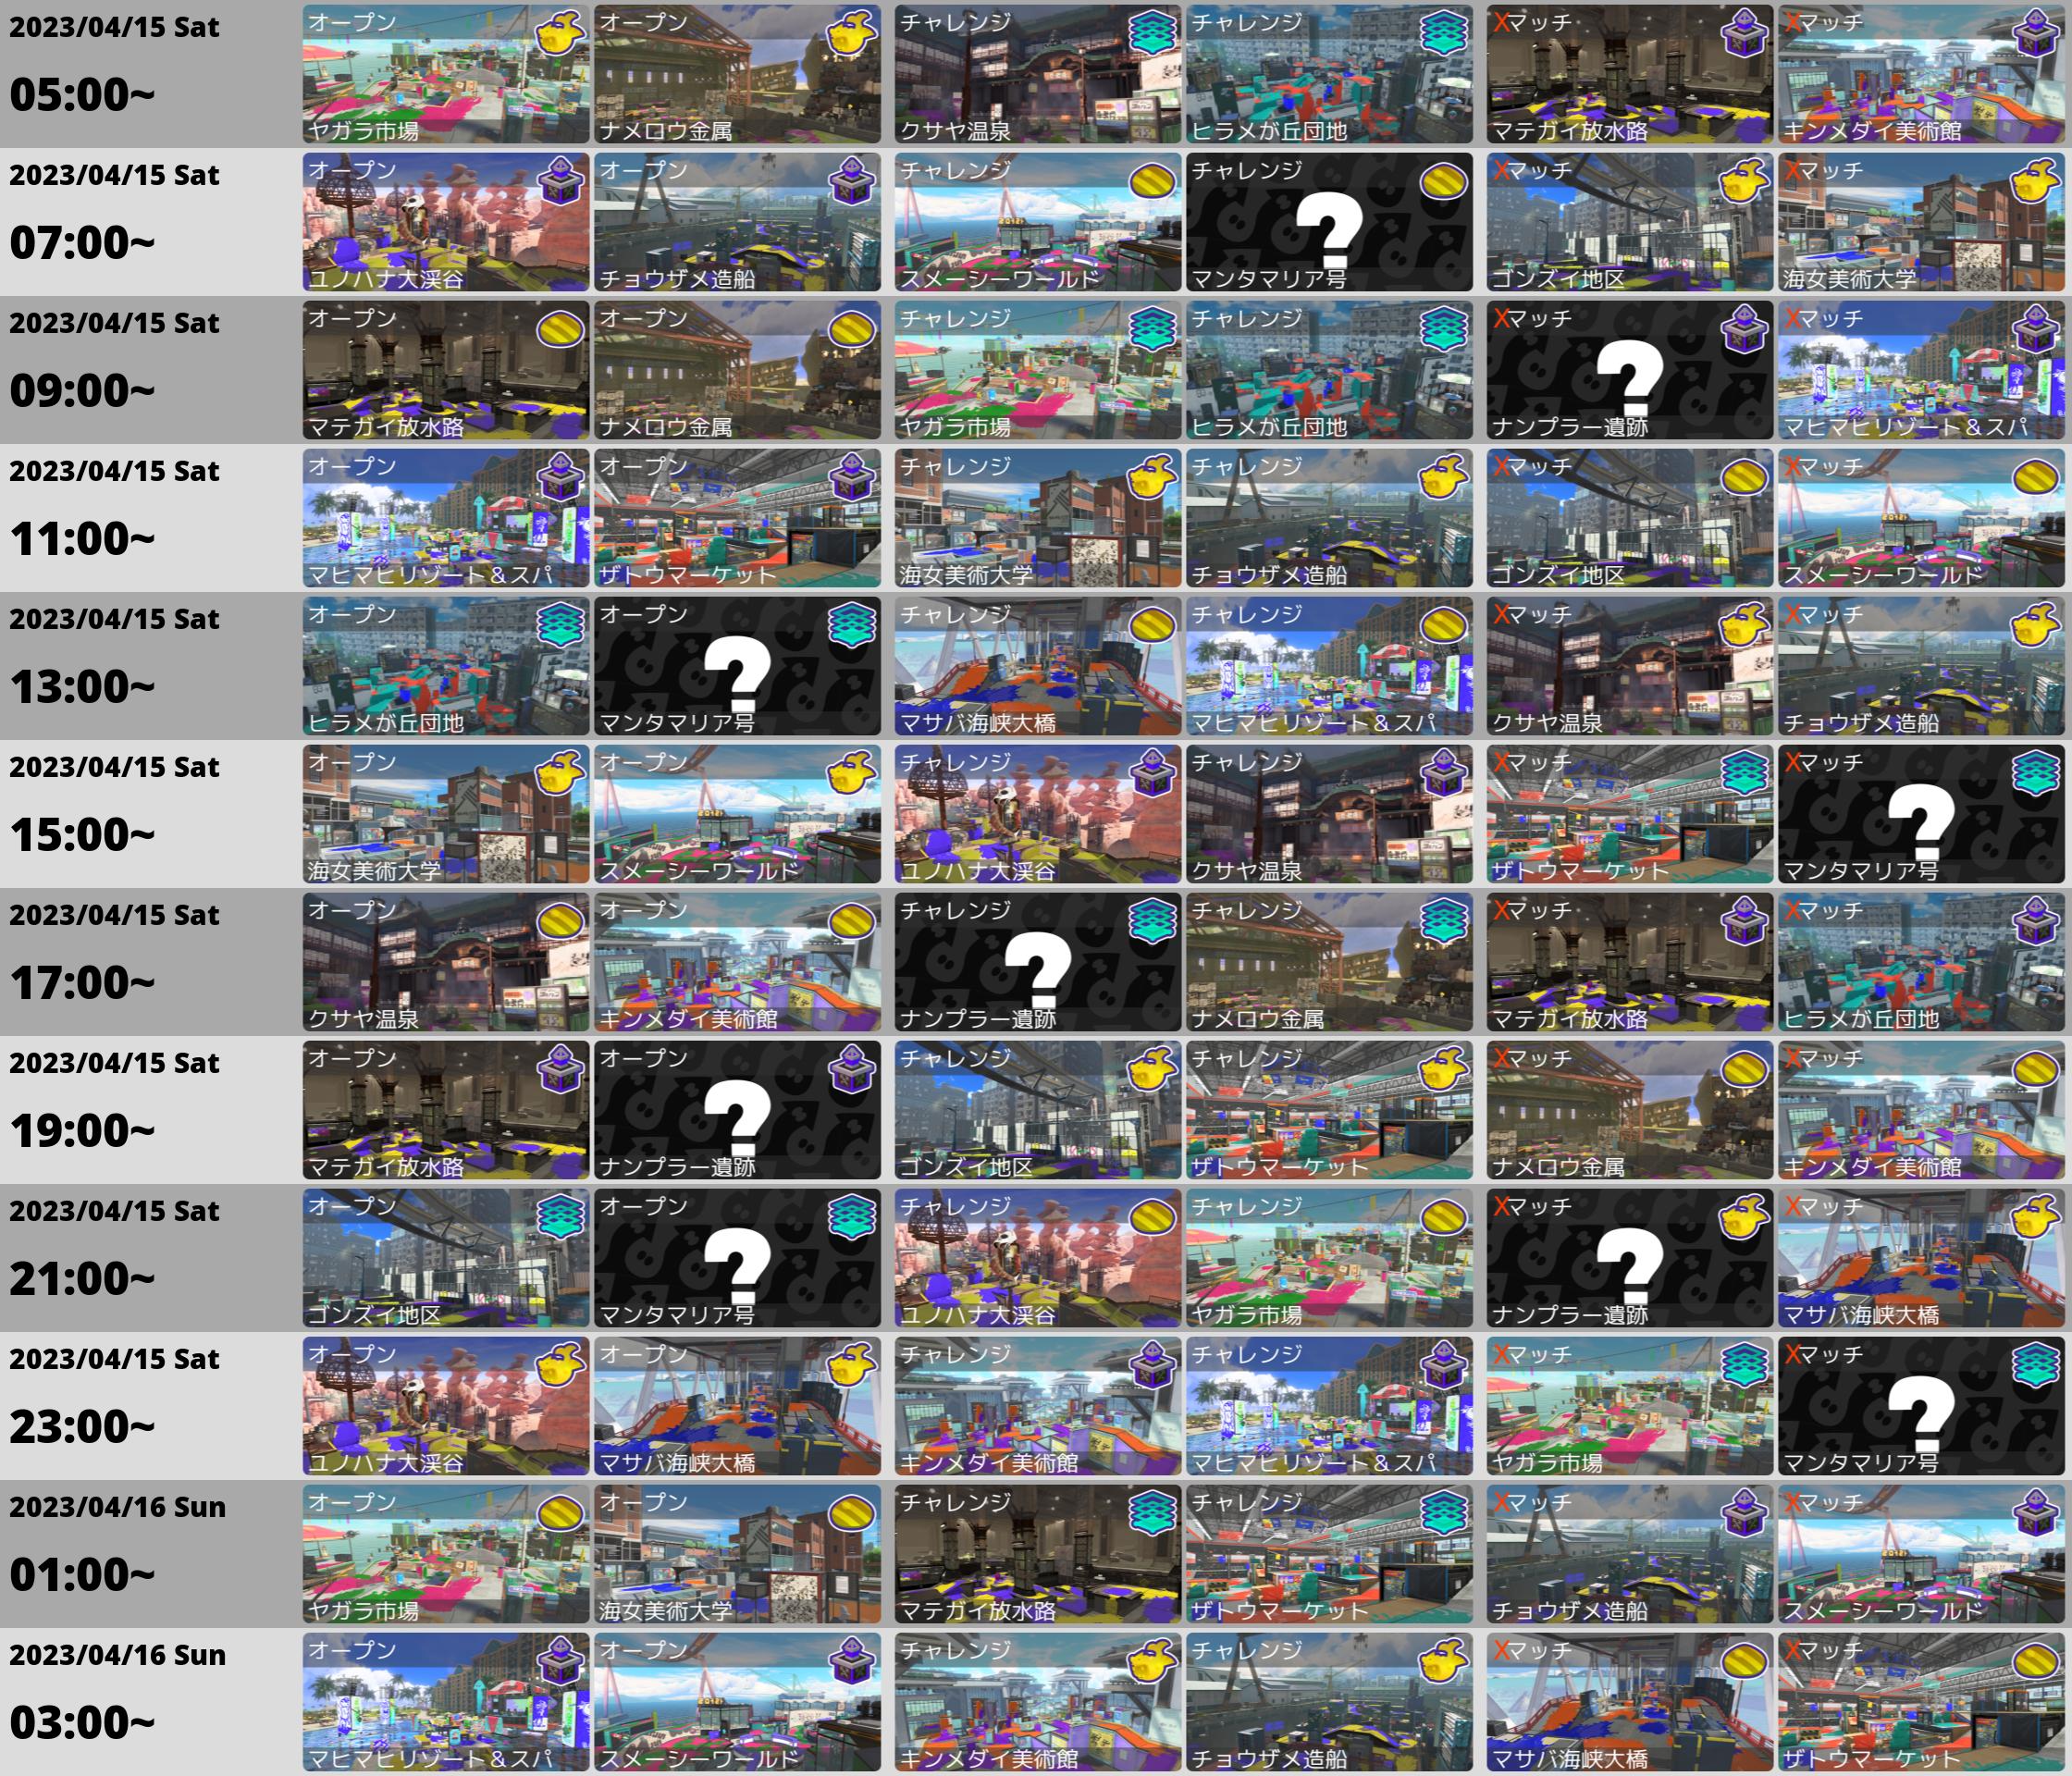 2023/04/15 Sat
05:00~
オープン
ヤガラ市場
オープン
ナメロウ金属
チャレンジ
クサヤ温泉
チャレンジ
ヒラメが丘団地
Xマッチ
マテガイ放水路
Xマッチ
キンメダイ美術館
2023/04/15 Sat
07:00~
オープン
ユノハナ大渓谷
オープン
チョウザメ造船
チャレンジ
スメーシーワールド
チャレンジ
?
マンタマリア号
Xマッチ
ゴンズイ地区
Xマッチ
海女美術大学
2023/04/15 Sat
09:00~
オープン
マテガイ放水路
オープン
ナメロウ金属
チャレンジ
ヤガラ市場
チャレンジ
ヒラメが丘団地
Xマッチ
?
ナンプラー遺跡
Xマッチ
マヒマヒリゾート＆スパ
2023/04/15 Sat
11:00~
オープン
マヒマヒリゾート＆スパ
オープン
ザトウマーケット
チャレンジ
海女美術大学
チャレンジ
チョウザメ造船
Xマッチ
ゴンズイ地区
Xマッチ
スメーシーワールド
2023/04/15 Sat
13:00~
オープン
ヒラメが丘団地
オープン
?
マンタマリア号
チャレンジ
マサバ海峡大橋
チャレンジ
マヒマヒリゾート＆スパ
Xマッチ
クサヤ温泉
Xマッチ
チョウザメ造船
2023/04/15 Sat
15:00~
オープン
海女美術大学
オープン
スメーシーワールド
チャレンジ
ユノハナ大渓谷
チャレンジ
クサヤ温泉
Xマッチ
ザトウマーケット
Xマッチ
?
マンタマリア号
2023/04/15 Sat
17:00~
オープン
クサヤ温泉
オープン
キンメダイ美術館
チャレンジ
?
ナンプラー遺跡
チャレンジ
ナメロウ金属
Xマッチ
マテガイ放水路
Xマッチ
ヒラメが丘団地
2023/04/15 Sat
19:00~
オープン
マテガイ放水路
オープン
?
ナンプラー遺跡
チャレンジ
ゴンズイ地区
チャレンジ
ザトウマーケット
Xマッチ
ナメロウ金属
Xマッチ
キンメダイ美術館
2023/04/15 Sat
21:00~
オープン
ゴンズイ地区
オープン
?
マンタマリア号
チャレンジ
ユノハナ大渓谷
チャレンジ
ヤガラ市場
Xマッチ
?
ナンプラー遺跡
Xマッチ
マサバ海峡大橋
2023/04/15 Sat
23:00~
オープン
ユノハナ大渓谷
オープン
マサバ海峡大橋
チャレンジ
キンメダイ美術館
チャレンジ
マヒマヒリゾート＆スパ
Xマッチ
ヤガラ市場
Xマッチ
?
マンタマリア号
2023/04/16 Sun
01:00~
オープン
ヤガラ市場
オープン
海女美術大学
チャレンジ
マテガイ放水路
チャレンジ
ザトウマーケット
Xマッチ
チョウザメ造船
Xマッチ
スメーシーワールド
2023/04/16 Sun
03:00~
オープン
マヒマヒリゾート＆スパ
オープン
スメーシーワールド
チャレンジ
キンメダイ美術館
チャレンジ
チョウザメ造船
Xマッチ
マサバ海峡大橋
Xマッチ
ザトウマーケット